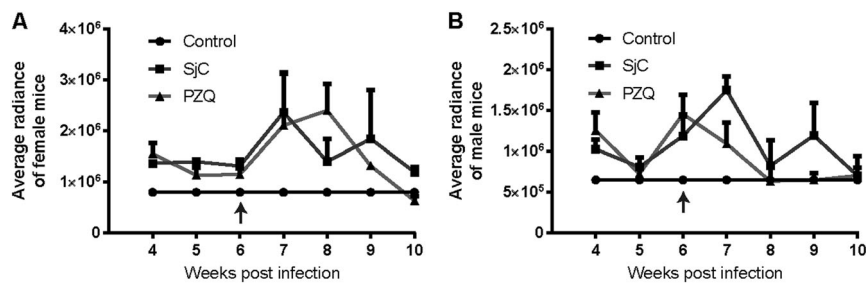 A
Average radiance
of female mice
4×10⁶
3×10⁶
2×10⁶
1×10⁶
0
Control
SjC
PZQ
4 5 6 7 8 9 10
Weeks post infection
B
Average radiance
of male mice
2.5×10⁶
2×10⁶
1.5×10⁶
1×10⁶
5×10⁵
0
Control
SjC
PZQ
4 5 6 7 8 9 10
Weeks post infection